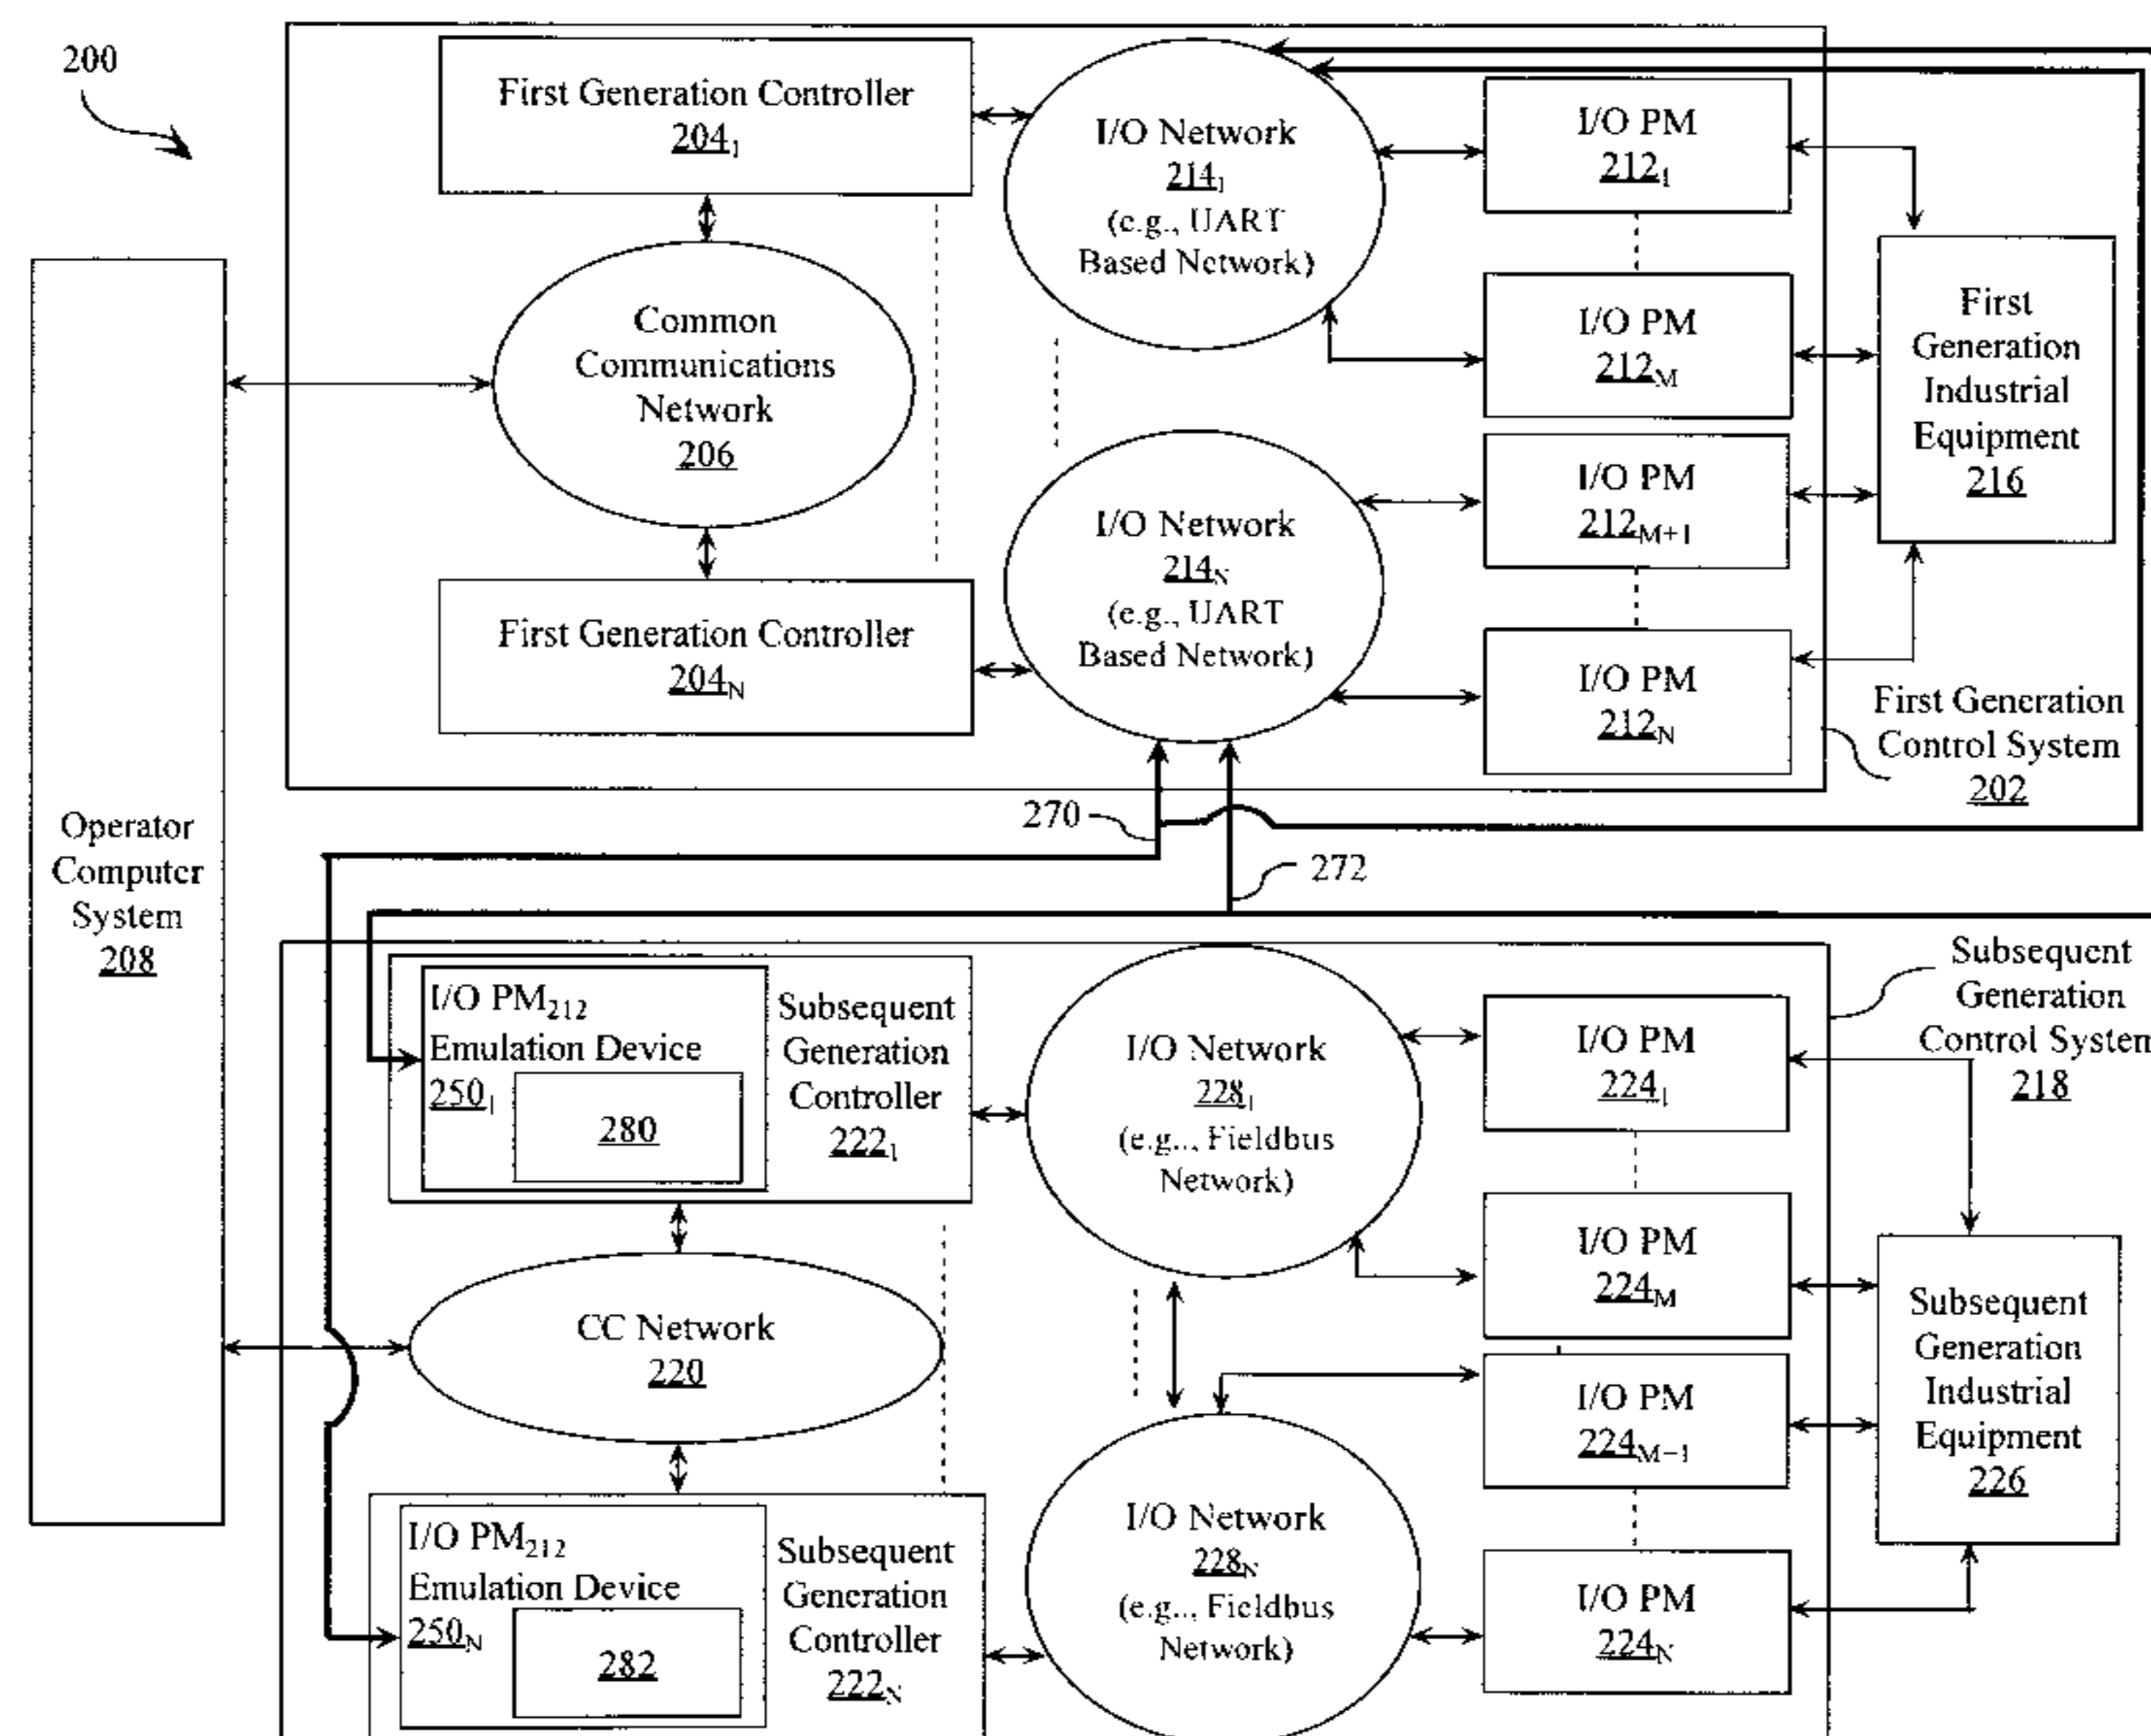 200
First Generation Controller
204₁
I/O Network
214₁
(e.g., UART
Based Network)
I/O PM
212₁
Common
Communications
Network
206
I/O PM
212M
First
Generation
Industrial
Equipment
216
I/O Network
214N
(e.g., UART
Based Network)
I/O PM
212M+1
First Generation Controller
204N
I/O PM
212N
First Generation
Control System
202
270
272
Operator
Computer
System
208
I/O PM₂₁₂
Emulation Device
250₁
280
Subsequent
Generation
Controller
222₁
I/O Network
228₁
(e.g.., Fieldbus
Network)
I/O PM
224₁
Subsequent
Generation
Control System
218
I/O PM
224M
CC Network
220
I/O PM
224M−1
Subsequent
Generation
Industrial
Equipment
226
I/O PM₂₁₂
Emulation Device
250N
282
Subsequent
Generation
Controller
222N
I/O Network
228N
(e.g.., Fieldbus
Network)
I/O PM
224N